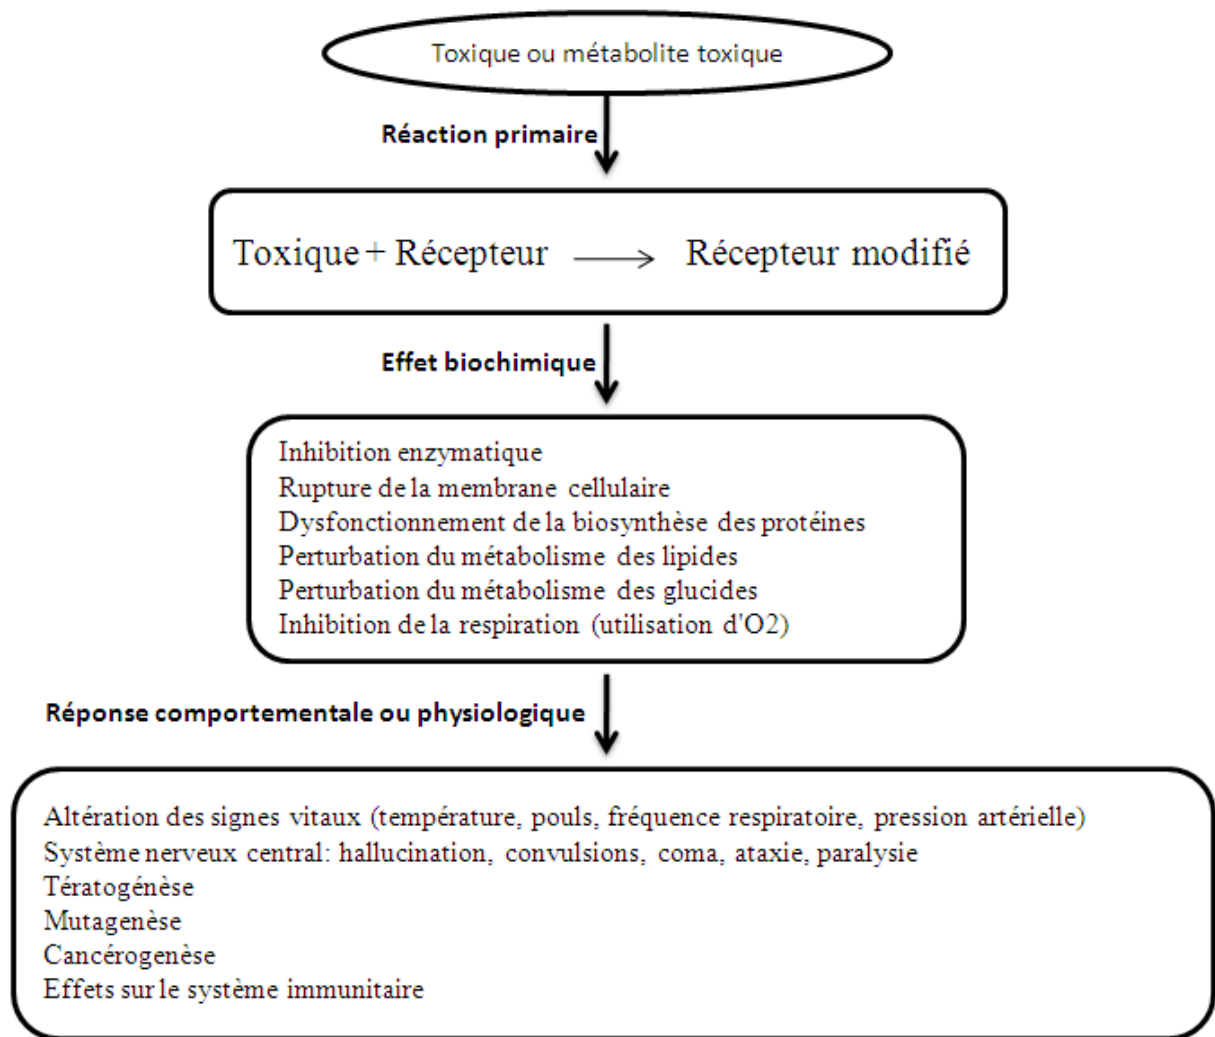 Toxique ou métabolite toxique
Réaction primaire
Toxique + Récepteur → Récepteur modifié
Effet biochimique
Inhibition enzymatique
Rupture de la membrane cellulaire
Dysfonctionnement de la biosynthèse des protéines
Perturbation du métabolisme des lipides
Perturbation du métabolisme des glucides
Inhibition de la respiration (utilisation d'O2)
Réponse comportementale ou physiologique
Altération des signes vitaux (température, pouls, fréquence respiratoire, pression artérielle)
Système nerveux central: hallucination, convulsions, coma, ataxie, paralysie
Tératogénèse
Mutagenèse
Cancérogenèse
Effets sur le système immunitaire